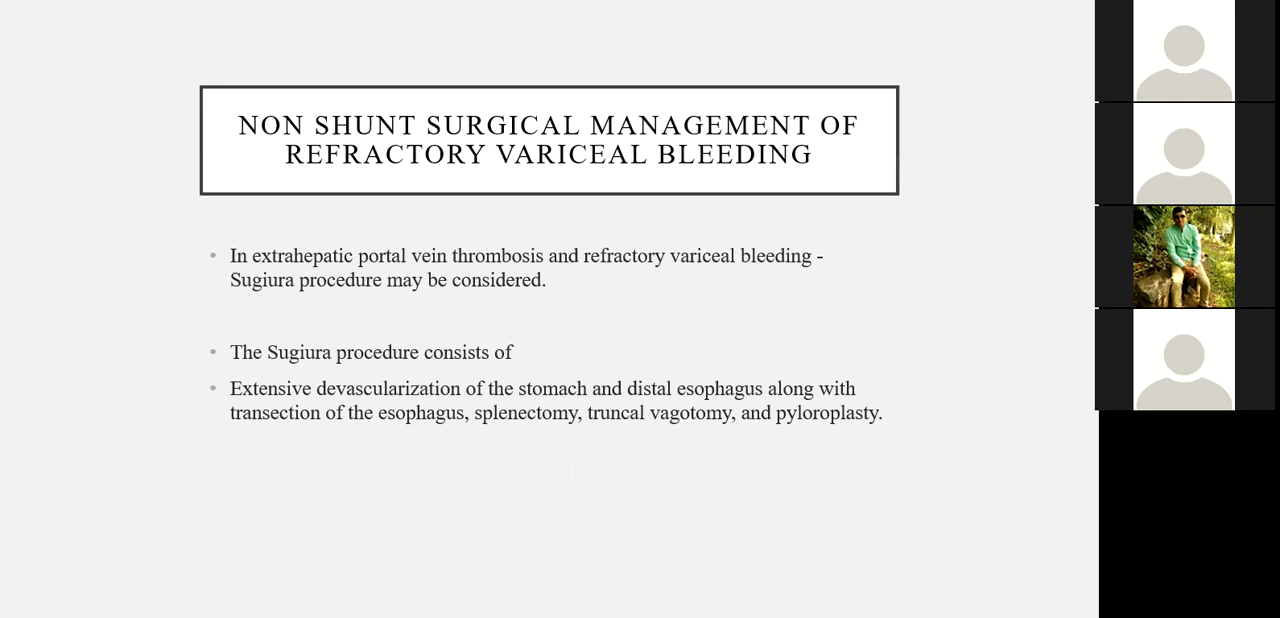 NON SHUNT SURGICAL MANAGEMENT OF
REFRACTORY VARICEAL BLEEDING
• In extrahepatic portal vein thrombosis and refractory variceal bleeding -
Sugiura procedure may be considered.
• The Sugiura procedure consists of
• Extensive devascularization of the stomach and distal esophagus along with
transection of the esophagus, splenectomy, truncal vagotomy, and pyloroplasty.